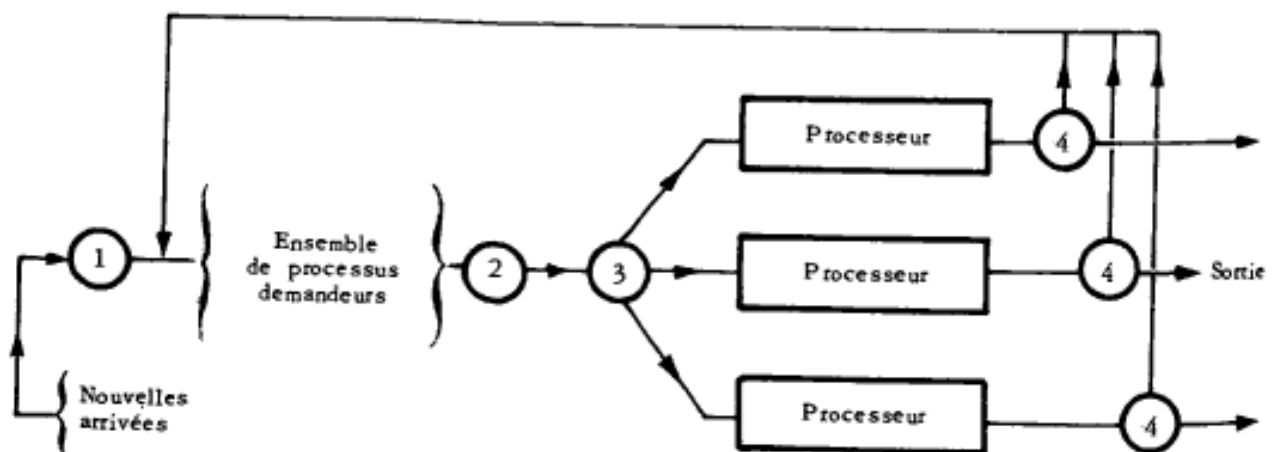 Processeur
4
1
Ensemble
de processus
demandeurs
2
3
Processeur
4
Sortie
Nouvelles
arrivées
Processeur
4